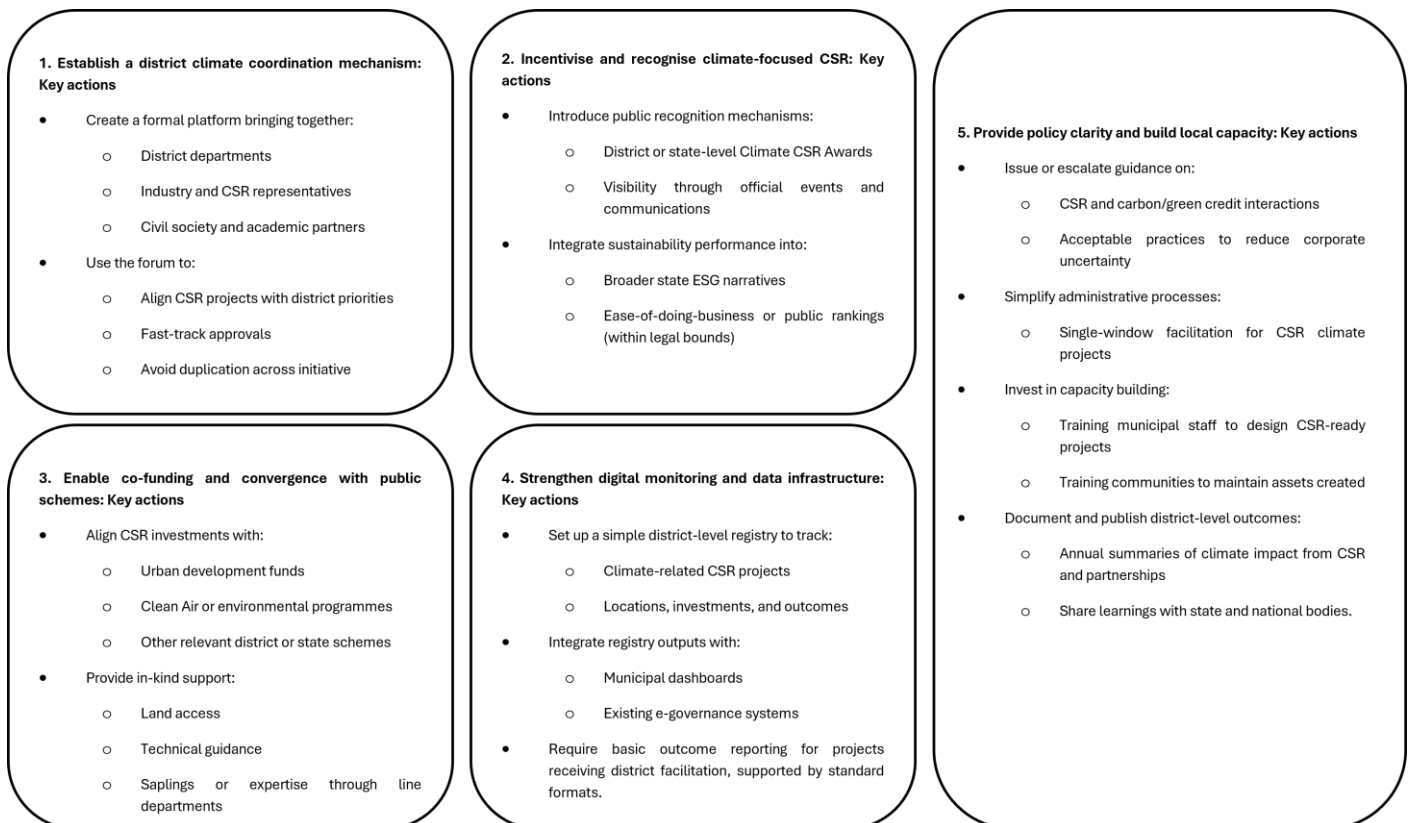 1. Establish a district climate coordination mechanism:
Key actions
• Create a formal platform bringing together:
o District departments
o Industry and CSR representatives
o Civil society and academic partners
• Use the forum to:
o Align CSR projects with district priorities
o Fast-track approvals
o Avoid duplication across initiative
2. Incentivise and recognise climate-focused CSR: Key
actions
• Introduce public recognition mechanisms:
o District or state-level Climate CSR Awards
o Visibility through official events and
communications
• Integrate sustainability performance into:
o Broader state ESG narratives
o Ease-of-doing-business or public rankings
(within legal bounds)
3. Enable co-funding and convergence with public
schemes: Key actions
• Align CSR investments with:
o Urban development funds
o Clean Air or environmental programmes
o Other relevant district or state schemes
• Provide in-kind support:
o Land access
o Technical guidance
o Saplings or expertise through line
departments
4. Strengthen digital monitoring and data infrastructure:
Key actions
• Set up a simple district-level registry to track:
o Climate-related CSR projects
o Locations, investments, and outcomes
• Integrate registry outputs with:
o Municipal dashboards
o Existing e-governance systems
• Require basic outcome reporting for projects
receiving district facilitation, supported by standard
formats.
5. Provide policy clarity and build local capacity: Key actions
• Issue or escalate guidance on:
o CSR and carbon/green credit interactions
o Acceptable practices to reduce corporate
uncertainty
• Simplify administrative processes:
o Single-window facilitation for CSR climate
projects
• Invest in capacity building:
o Training municipal staff to design CSR-ready
projects
o Training communities to maintain assets created
• Document and publish district-level outcomes:
o Annual summaries of climate impact from CSR
and partnerships
o Share learnings with state and national bodies.